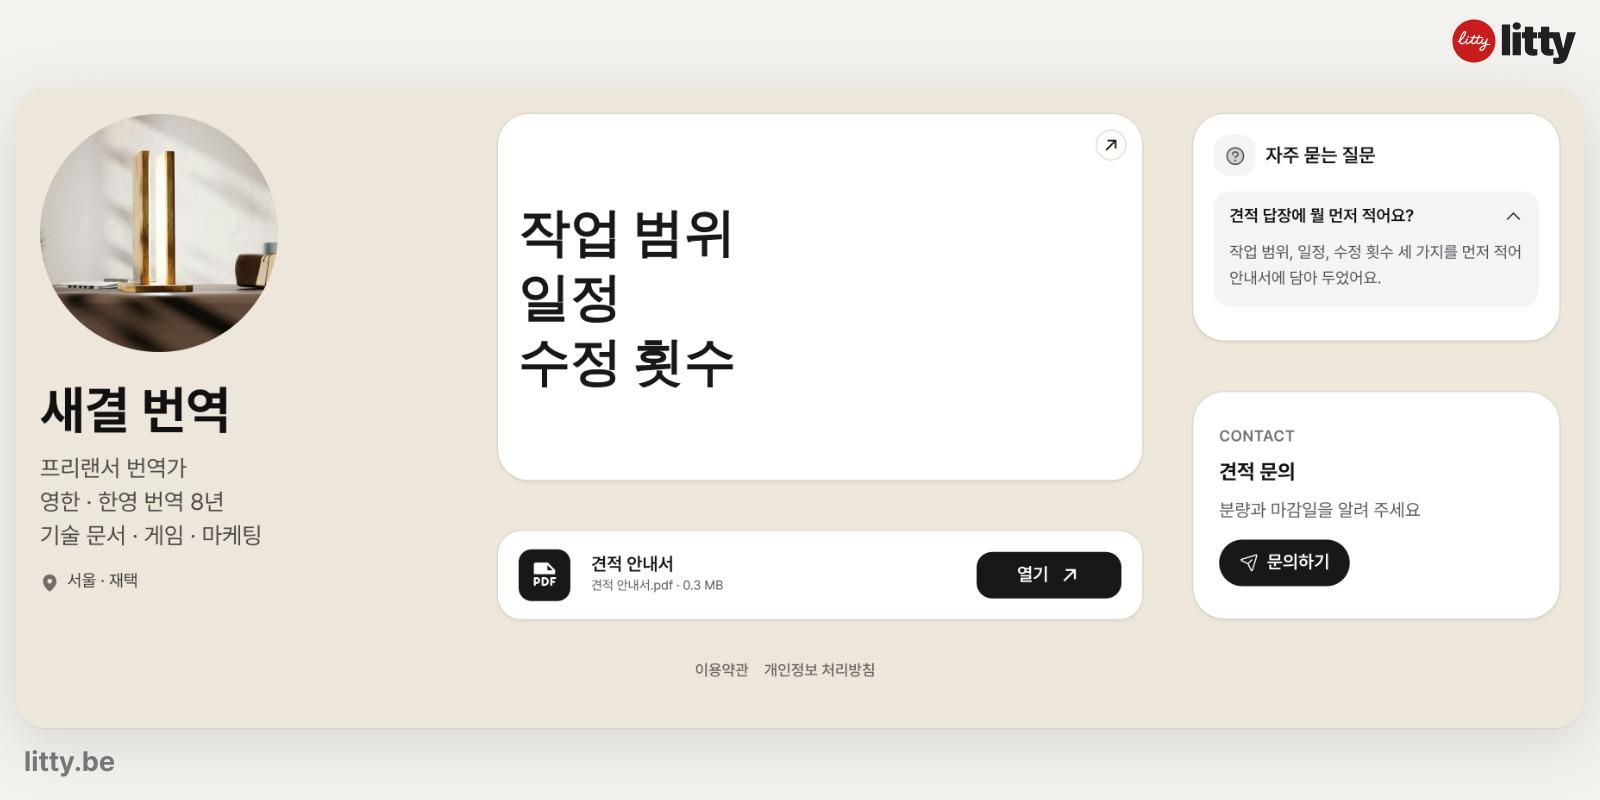 litty litty
새결 번역
프리랜서 번역가
영한 · 한영 번역 8년
기술 문서 · 게임 · 마케팅
서울 · 재택
작업 범위
일정
수정 횟수
PDF
견적 안내서
견적 안내서.pdf · 0.3 MB
열기
자주 묻는 질문
견적 답장에 뭘 먼저 적어요?
작업 범위, 일정, 수정 횟수 세 가지를 먼저 적어
안내서에 담아 두었어요.
CONTACT
견적 문의
분량과 마감일을 알려 주세요
문의하기
이용약관 개인정보 처리방침
litty.be